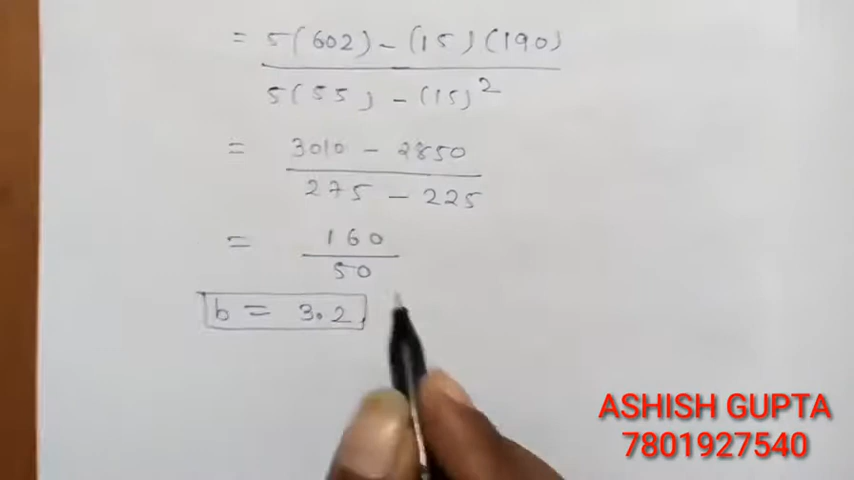 = 5(602) - (15)(190)
5(55) - (15)²
= 3010 - 2850
275 - 225
= 160
50
b = 3.2
ASHISH GUPTA
7801927540